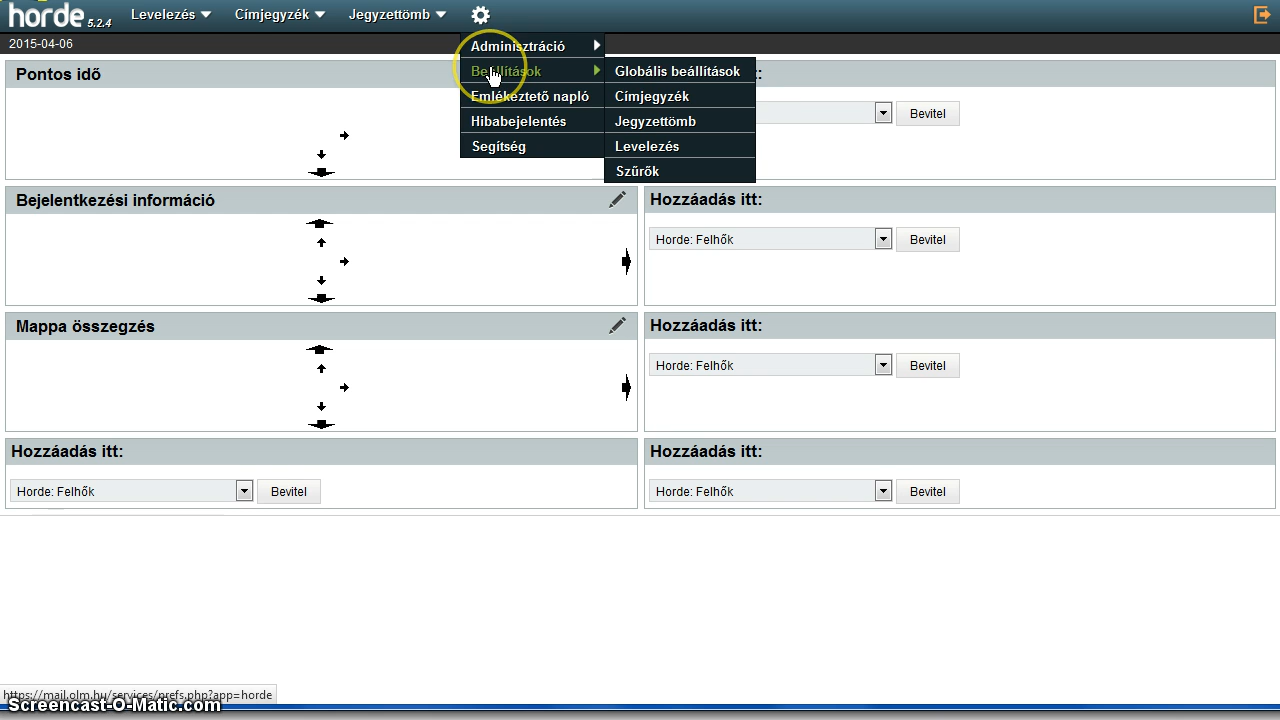 horde 5.2.4
Levelezés
Címjegyzék
Jegyzettömb
2015-04-06
Adminisztráció
Beállítások
Emlékeztető napló
Hibabejelentés
Segítség
Globális beállítások
Címjegyzék
Jegyzettömb
Levelezés
Szűrők
Pontos idő
Bevitel
Bejelentkezési információ
Hozzáadás itt:
Horde: Felhők
Bevitel
Mappa összegzés
Hozzáadás itt:
Horde: Felhők
Bevitel
Hozzáadás itt:
Horde: Felhők
Bevitel
Hozzáadás itt:
Horde: Felhők
Bevitel
https://mail.olm.hu/services/prefs.php?app=horde
Screencast-O-Matic.com